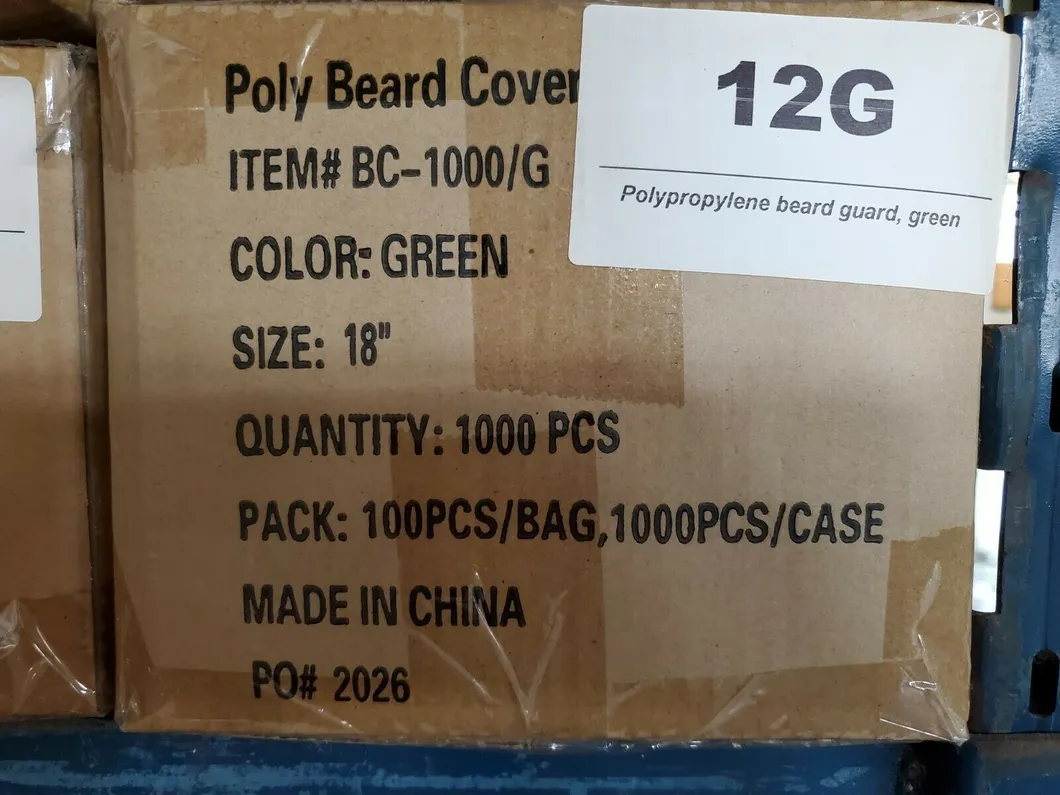 Poly Beard Cover
12G
Polypropylene beard guard, green
ITEM# BC-1000/G
COLOR: GREEN
SIZE: 18"
QUANTITY: 1000 PCS
PACK: 100PCS/BAG,1000PCS/CASE
MADE IN CHINA
PO# 2026